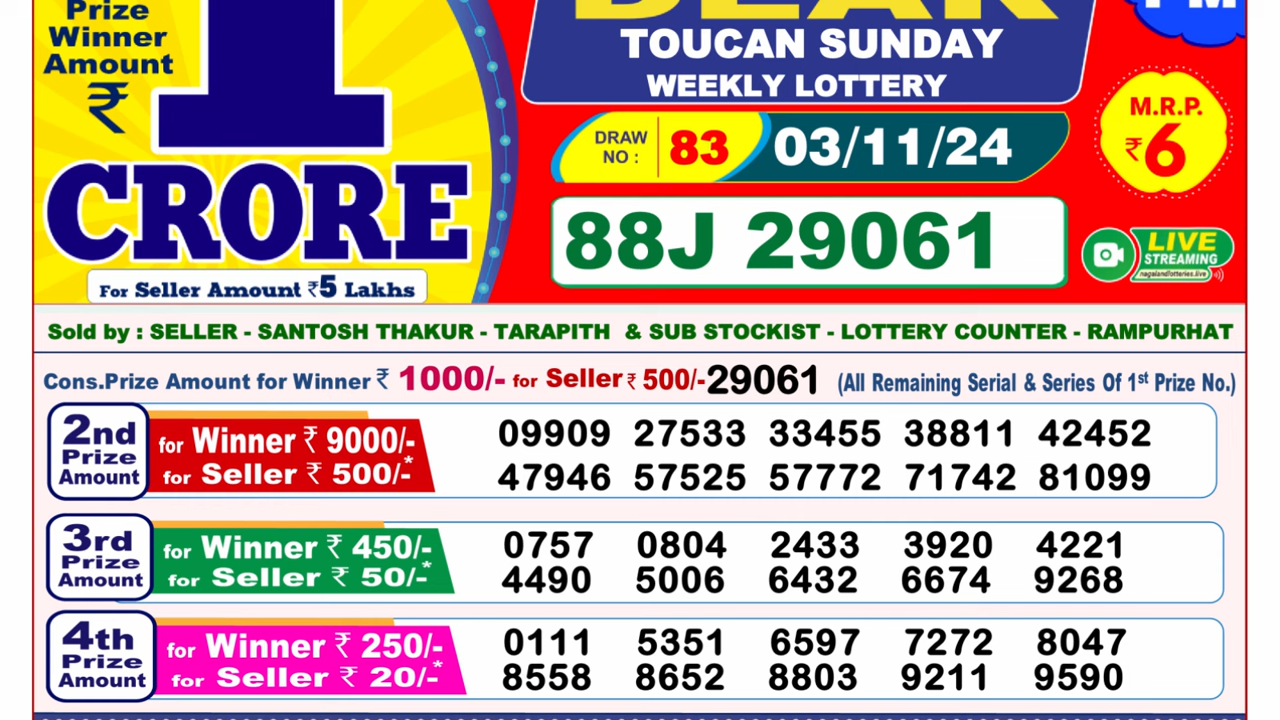 Prize
Winner
Amount
₹
1
CRORE
For Seller Amount ₹5 Lakhs
DEAR
TOUCAN SUNDAY
WEEKLY LOTTERY
DRAW NO : 83 03/11/24
PM
M.R.P.
₹6
88J 29061
LIVE
STREAMING
nagalandlotteries.live
Sold by : SELLER - SANTOSH THAKUR - TARAPITH & SUB STOCKIST - LOTTERY COUNTER - RAMPURHAT
Cons.Prize Amount for Winner ₹ 1000/- for Seller ₹ 500/- 29061 (All Remaining Serial & Series Of 1st Prize No.)
2nd
Prize
Amount
for Winner ₹ 9000/-
for Seller ₹ 500/-*
09909 27533 33455 38811 42452
47946 57525 57772 71742 81099
3rd
Prize
Amount
for Winner ₹ 450/-
for Seller ₹ 50/-*
0757 0804 2433 3920 4221
4490 5006 6432 6674 9268
4th
Prize
Amount
for Winner ₹ 250/-
for Seller ₹ 20/-*
0111 5351 6597 7272 8047
8558 8652 8803 9211 9590